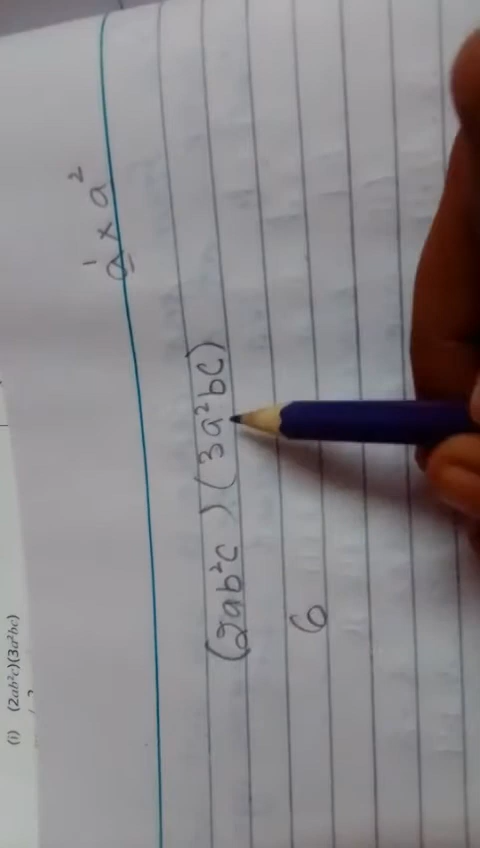 a¹ × a²
(2ab²c)(3a²bc)
6
(i) (2ab²c)(3a²bc)